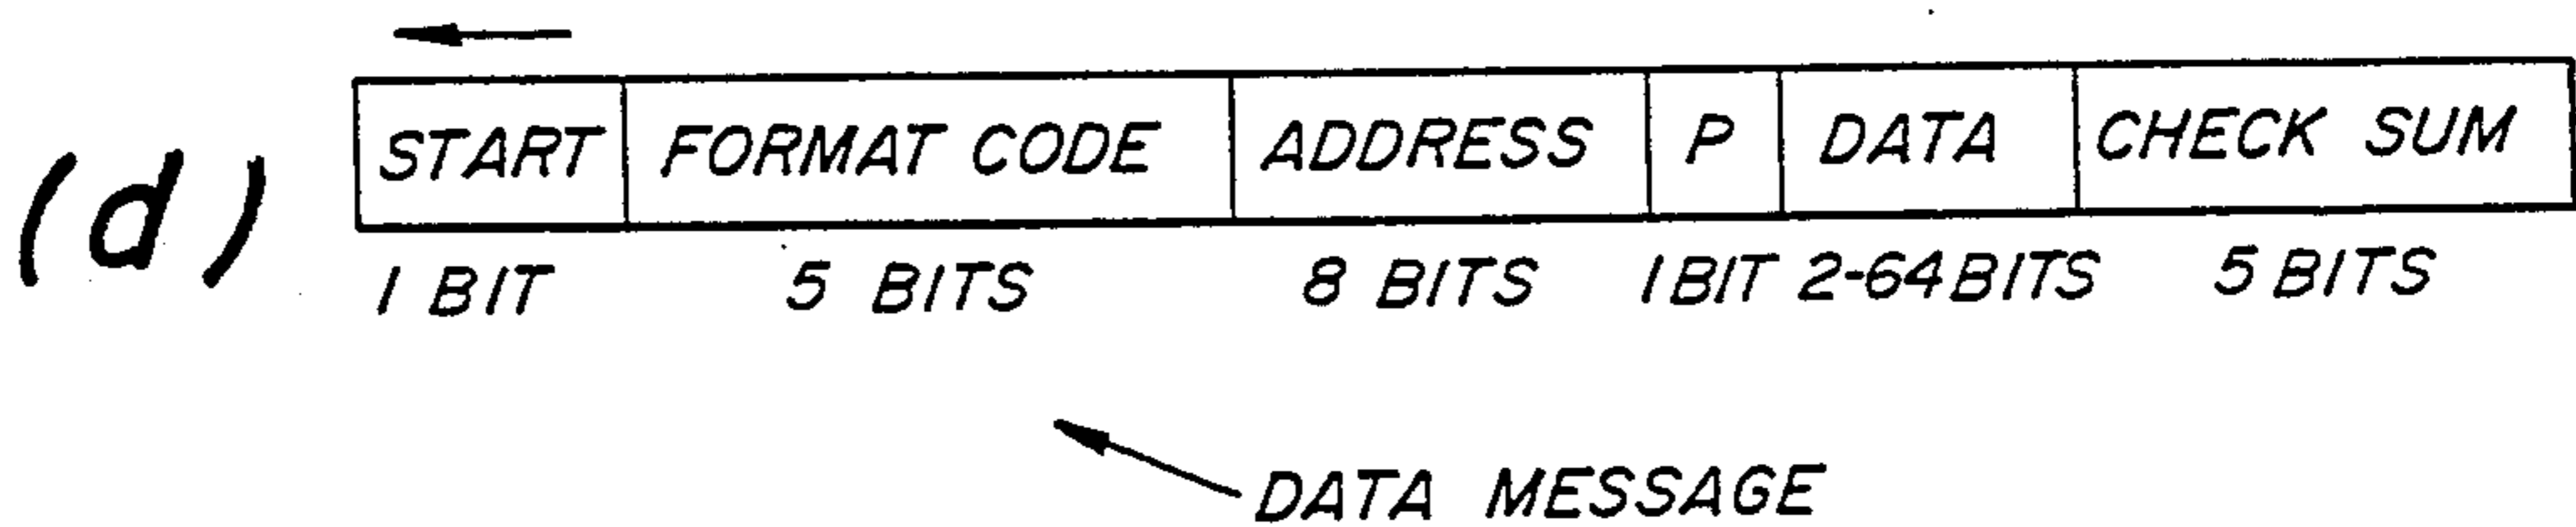 (d)
START FORMAT CODE ADDRESS P DATA CHECK SUM
1 BIT 5 BITS 8 BITS 1 BIT 2-64 BITS 5 BITS
DATA MESSAGE